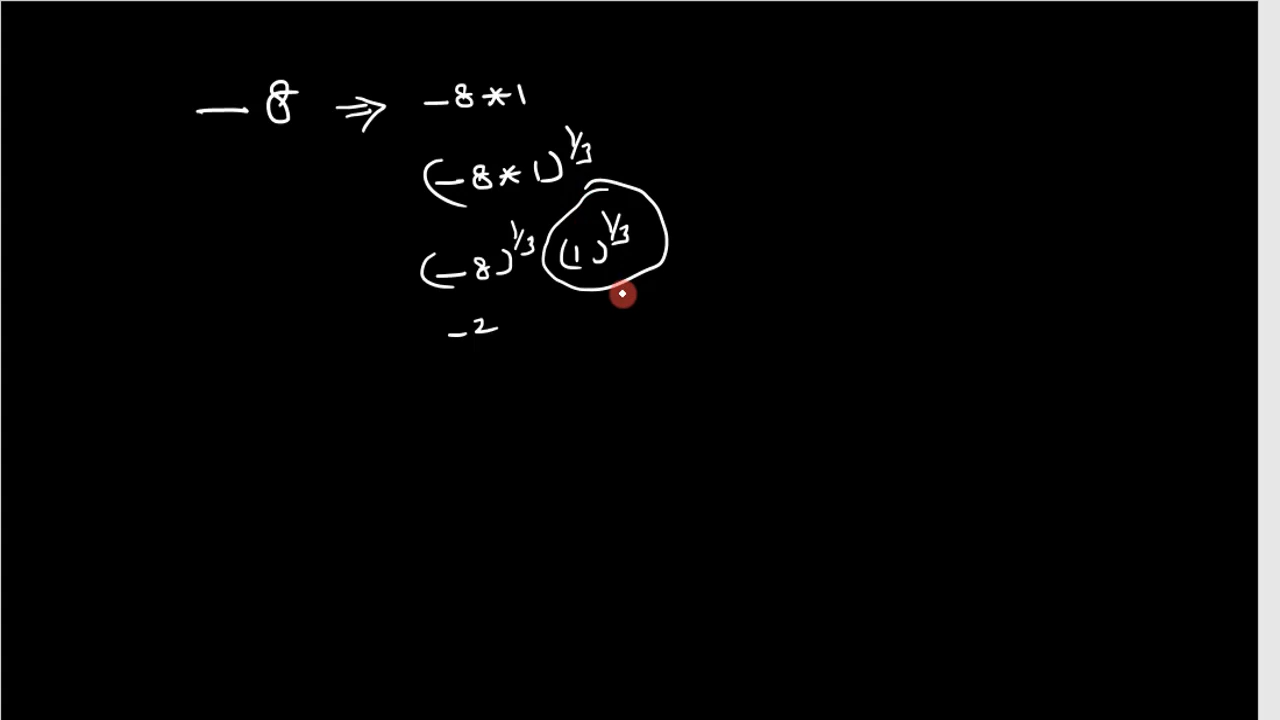 - 8 ⇒ -8*1
(-8*1)^1/3
(-8)^1/3 (1)^1/3
-2